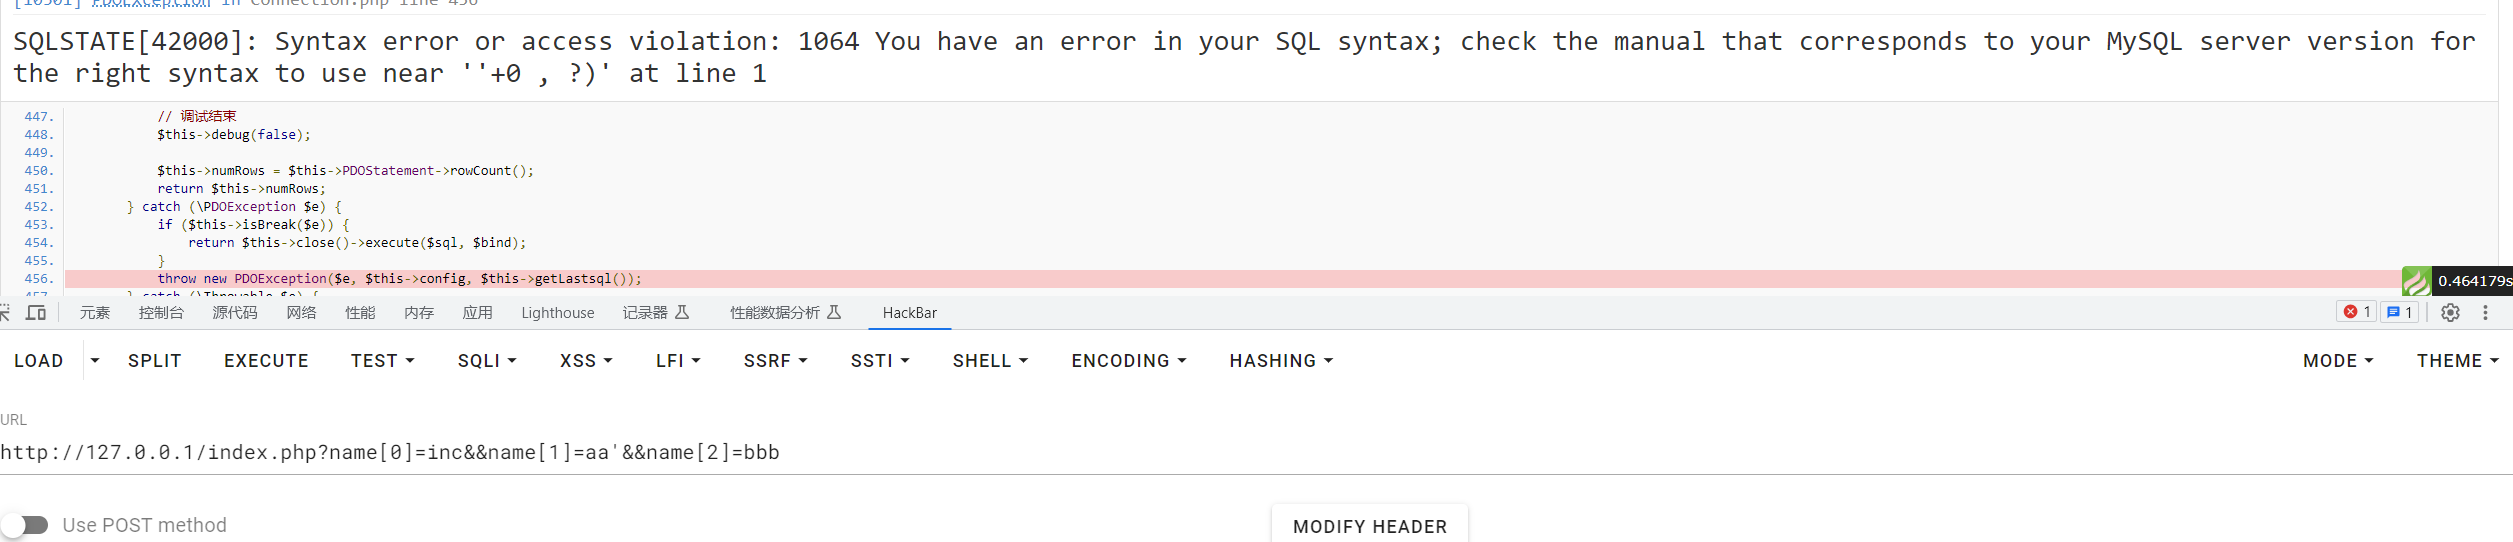 [10501] PDOException in Connection.php line 456
SQLSTATE[42000]: Syntax error or access violation: 1064 You have an error in your SQL syntax; check the manual that corresponds to your MySQL server version for
the right syntax to use near ''+0 , ?)' at line 1
447. // 调试结束
448. $this->debug(false);
449.
450. $this->numRows = $this->PDOStatement->rowCount();
451. return $this->numRows;
452. } catch (\PDOException $e) {
453. if ($this->isBreak($e)) {
454. return $this->close()->execute($sql, $bind);
455. }
456. throw new PDOException($e, $this->config, $this->getLastsql());
457. } catch (\Throwable $e) {
0.464179s
元素 控制台 源代码 网络 性能 内存 应用 Lighthouse 记录器 性能数据分析 HackBar 1 1
LOAD SPLIT EXECUTE TEST SQLI XSS LFI SSRF SSTI SHELL ENCODING HASHING MODE THEME
URL
http://127.0.0.1/index.php?name[0]=inc&&name[1]=aa'&&name[2]=bbb
Use POST method MODIFY HEADER